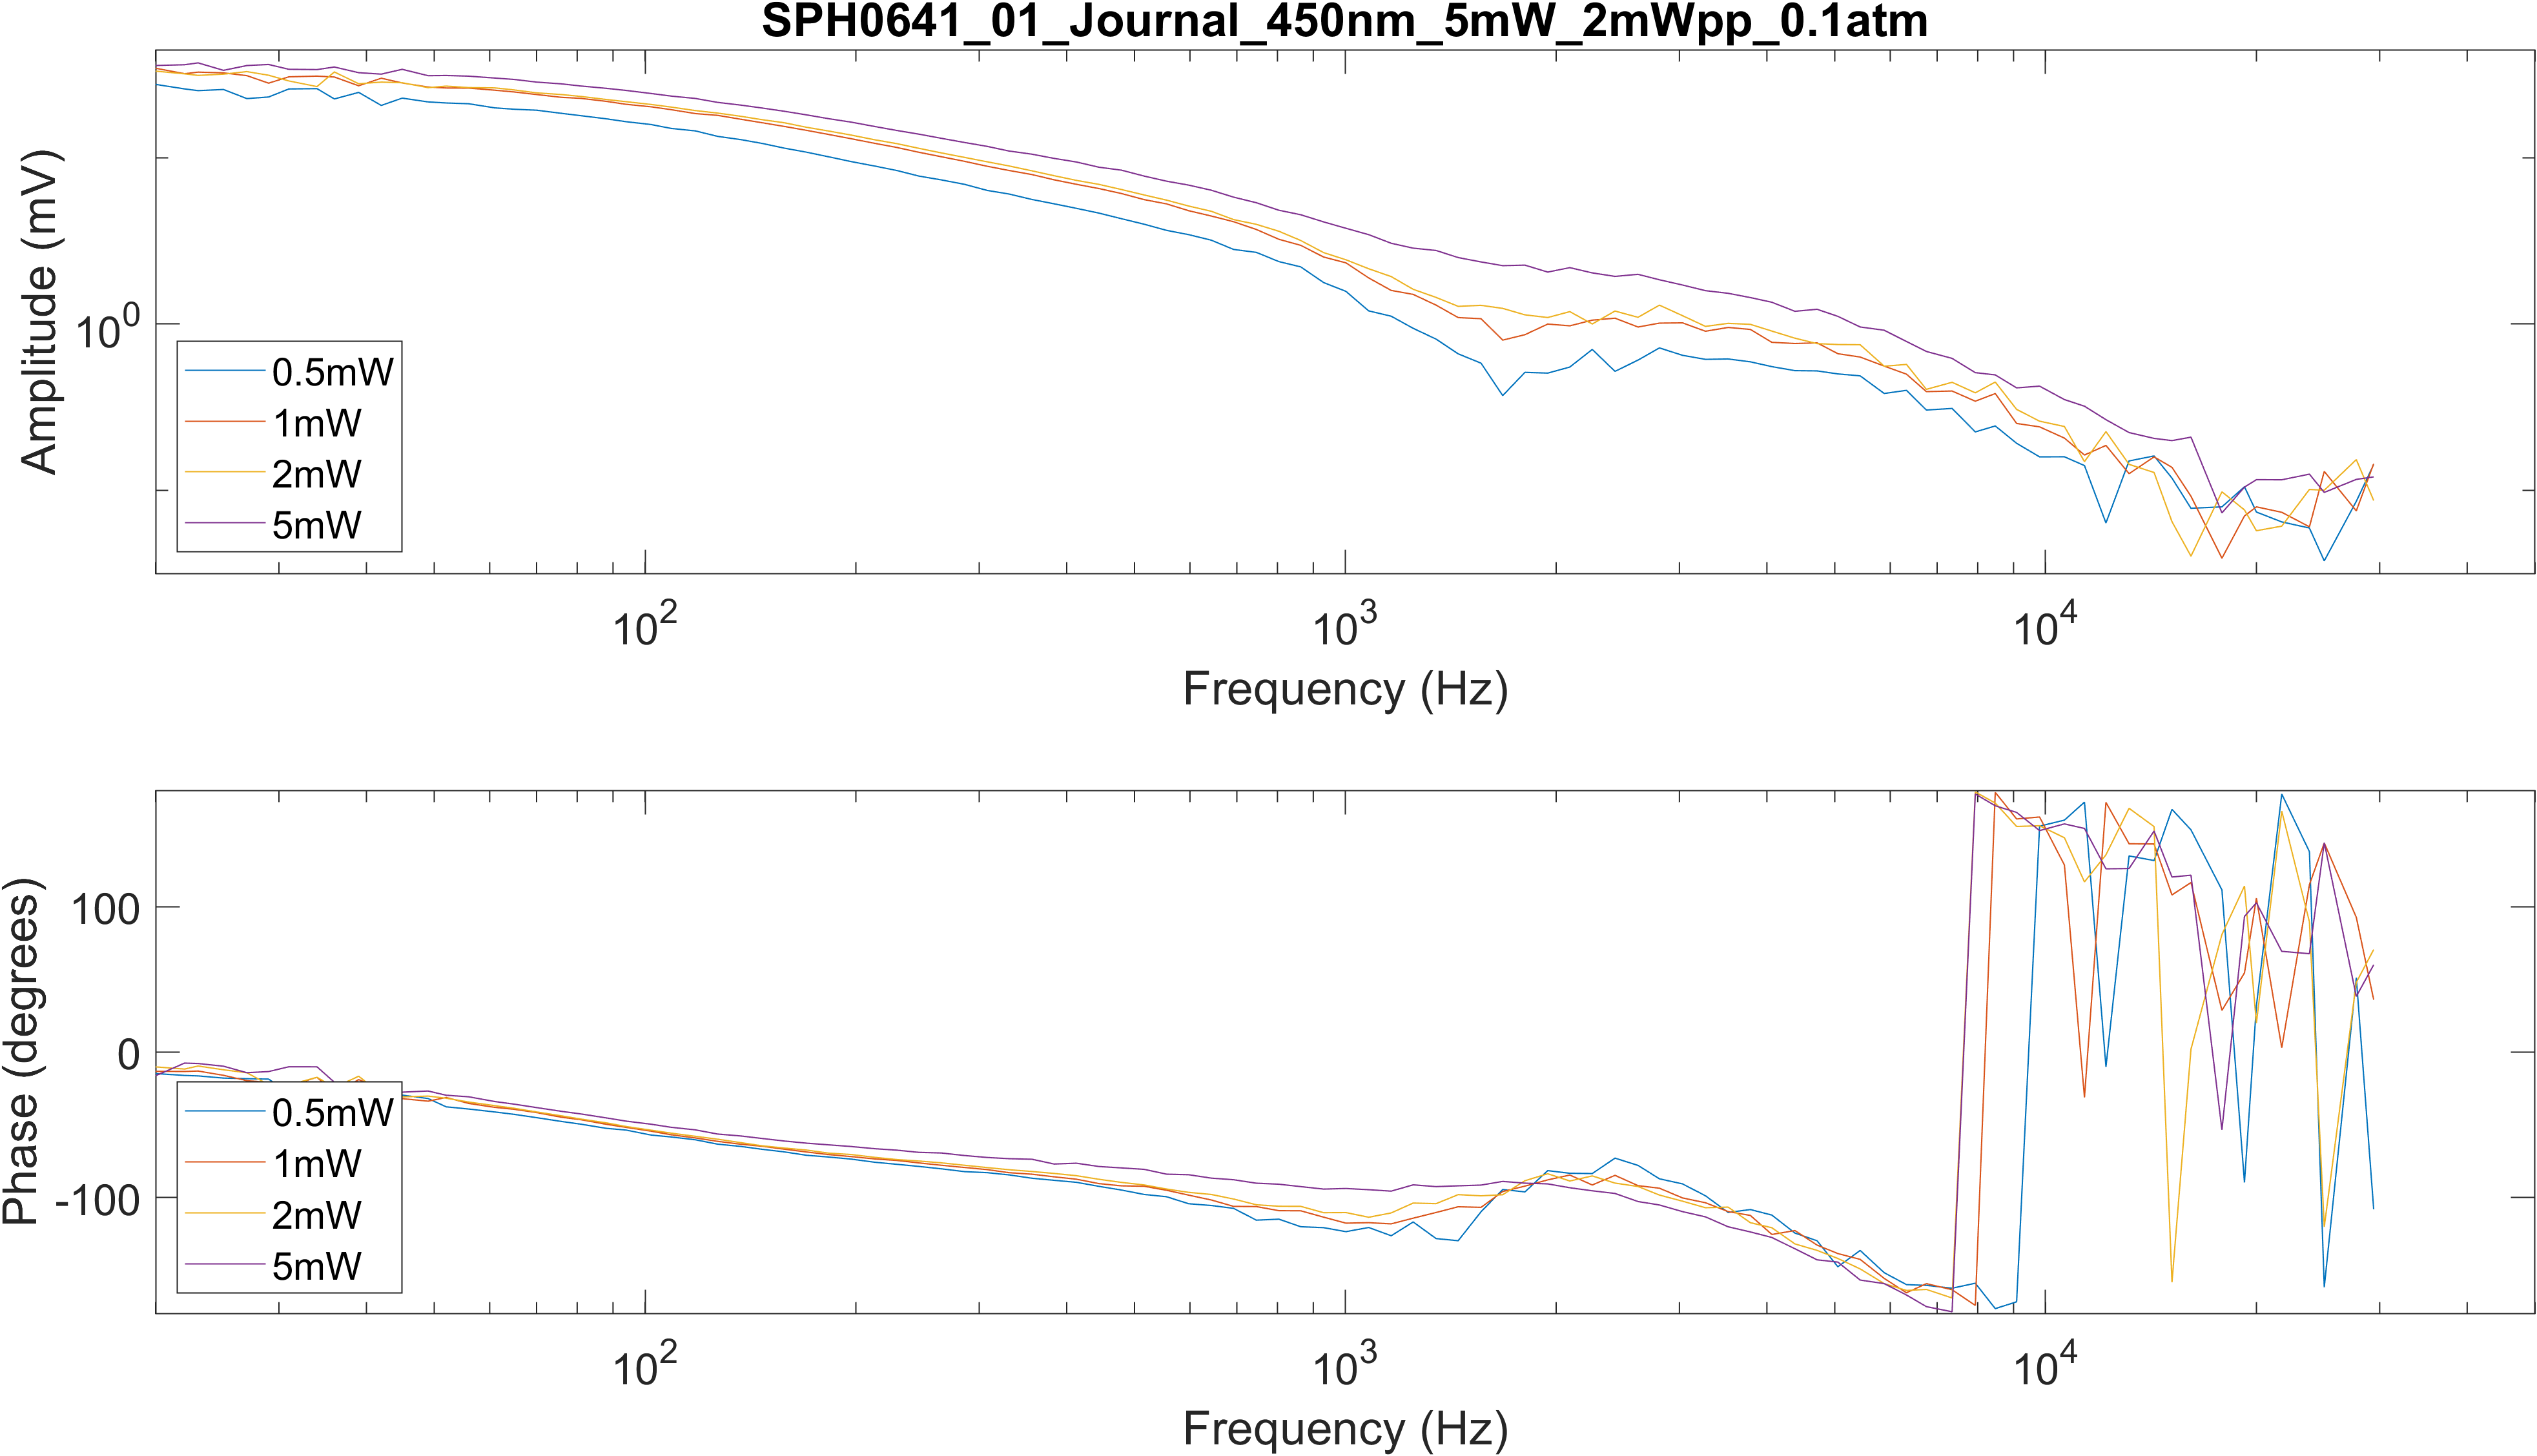 SPH0641_01_Journal_450nm_5mW_2mWpp_0.1atm
Amplitude (mV)
10^0
0.5mW
1mW
2mW
5mW
10^2
10^3
10^4
Frequency (Hz)
Phase (degrees)
100
0
-100
0.5mW
1mW
2mW
5mW
10^2
10^3
10^4
Frequency (Hz)